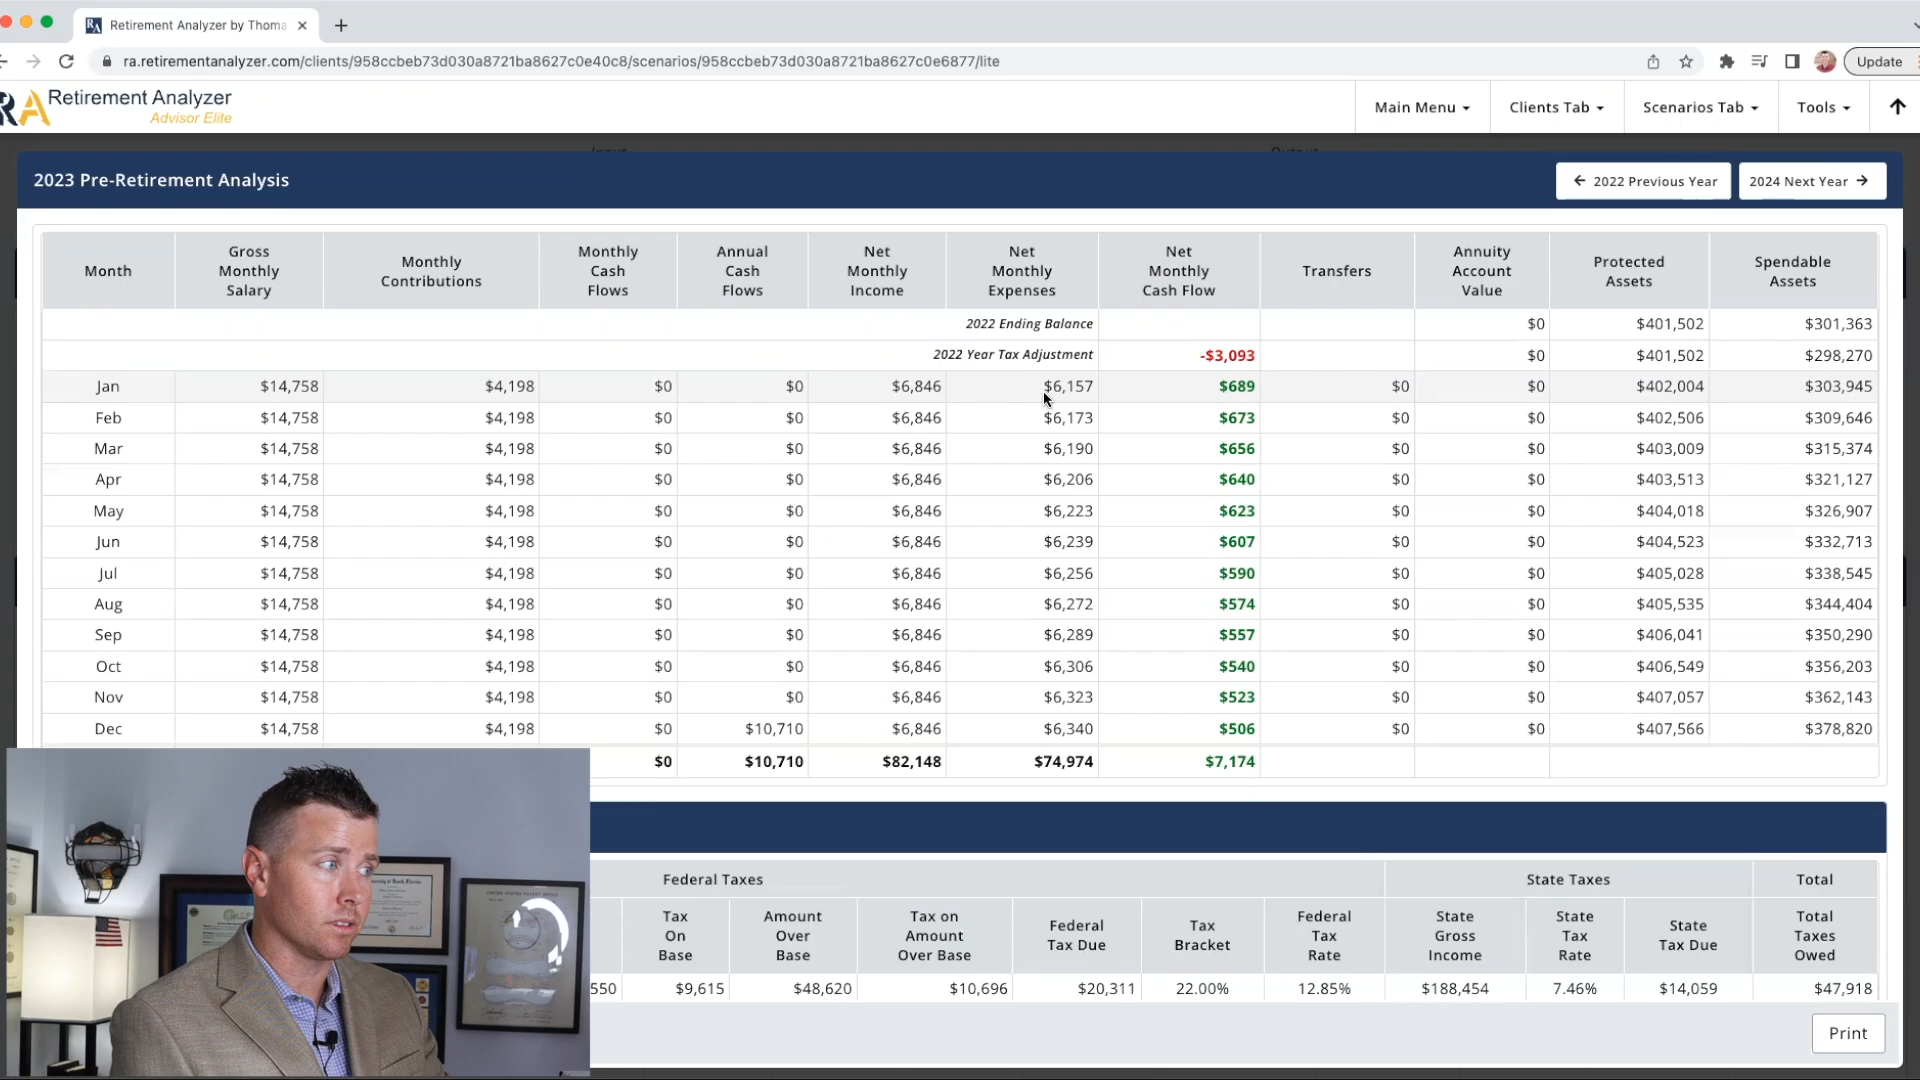 Retirement Analyzer by Thoma
ra.retirementanalyzer.com/clients/958ccbeb73d030a8721ba8627c0e40c8/scenarios/958ccbeb73d030a8721ba8627c0e6877/lite
Update
RA Retirement Analyzer
Advisor Elite
Main Menu
Clients Tab
Scenarios Tab
Tools
2023 Pre-Retirement Analysis
← 2022 Previous Year
2024 Next Year →
Month Gross Monthly Salary Monthly Contributions Monthly Cash Flows Annual Cash Flows Net Monthly Income Net Monthly Expenses Net Monthly Cash Flow Transfers Annuity Account Value Protected Assets Spendable Assets
2022 Ending Balance $0 $401,502 $301,363
2022 Year Tax Adjustment -$3,093 $0 $401,502 $298,270
Jan $14,758 $4,198 $0 $0 $6,846 $6,157 $689 $0 $0 $402,004 $303,945
Feb $14,758 $4,198 $0 $0 $6,846 $6,173 $673 $0 $0 $402,506 $309,646
Mar $14,758 $4,198 $0 $0 $6,846 $6,190 $656 $0 $0 $403,009 $315,374
Apr $14,758 $4,198 $0 $0 $6,846 $6,206 $640 $0 $0 $403,513 $321,127
May $14,758 $4,198 $0 $0 $6,846 $6,223 $623 $0 $0 $404,018 $326,907
Jun $14,758 $4,198 $0 $0 $6,846 $6,239 $607 $0 $0 $404,523 $332,713
Jul $14,758 $4,198 $0 $0 $6,846 $6,256 $590 $0 $0 $405,028 $338,545
Aug $14,758 $4,198 $0 $0 $6,846 $6,272 $574 $0 $0 $405,535 $344,404
Sep $14,758 $4,198 $0 $0 $6,846 $6,289 $557 $0 $0 $406,041 $350,290
Oct $14,758 $4,198 $0 $0 $6,846 $6,306 $540 $0 $0 $406,549 $356,203
Nov $14,758 $4,198 $0 $0 $6,846 $6,323 $523 $0 $0 $407,057 $362,143
Dec $14,758 $4,198 $0 $10,710 $6,846 $6,340 $506 $0 $0 $407,566 $378,820
$0 $10,710 $82,148 $74,974 $7,174
Federal Taxes State Taxes Total
Tax On Base Amount Over Base Tax on Amount Over Base Federal Tax Due Tax Bracket Federal Tax Rate State Gross Income State Tax Rate State Tax Due Total Taxes Owed
550 $9,615 $48,620 $10,696 $20,311 22.00% 12.85% $188,454 7.46% $14,059 $47,918
Print